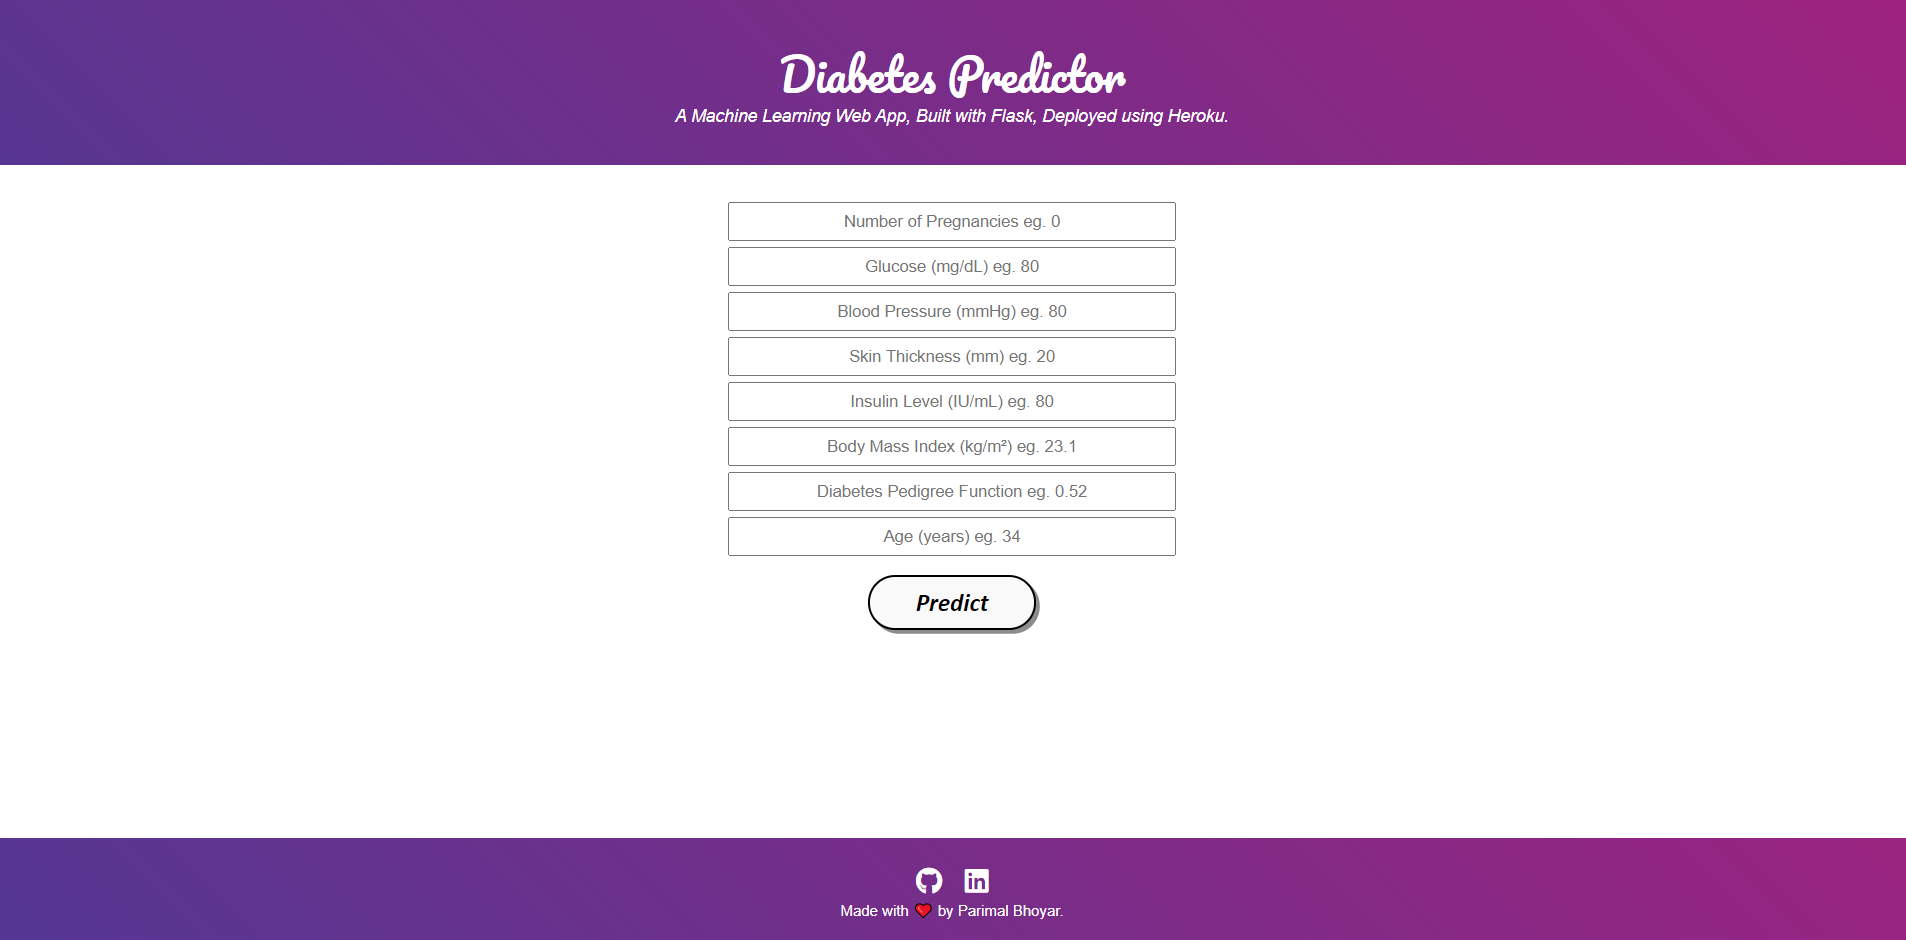 Diabetes Predictor
A Machine Learning Web App, Built with Flask, Deployed using Heroku.
Number of Pregnancies eg. 0
Glucose (mg/dL) eg. 80
Blood Pressure (mmHg) eg. 80
Skin Thickness (mm) eg. 20
Insulin Level (IU/mL) eg. 80
Body Mass Index (kg/m²) eg. 23.1
Diabetes Pedigree Function eg. 0.52
Age (years) eg. 34
Predict
in
Made with ❤️ by Parimal Bhoyar.